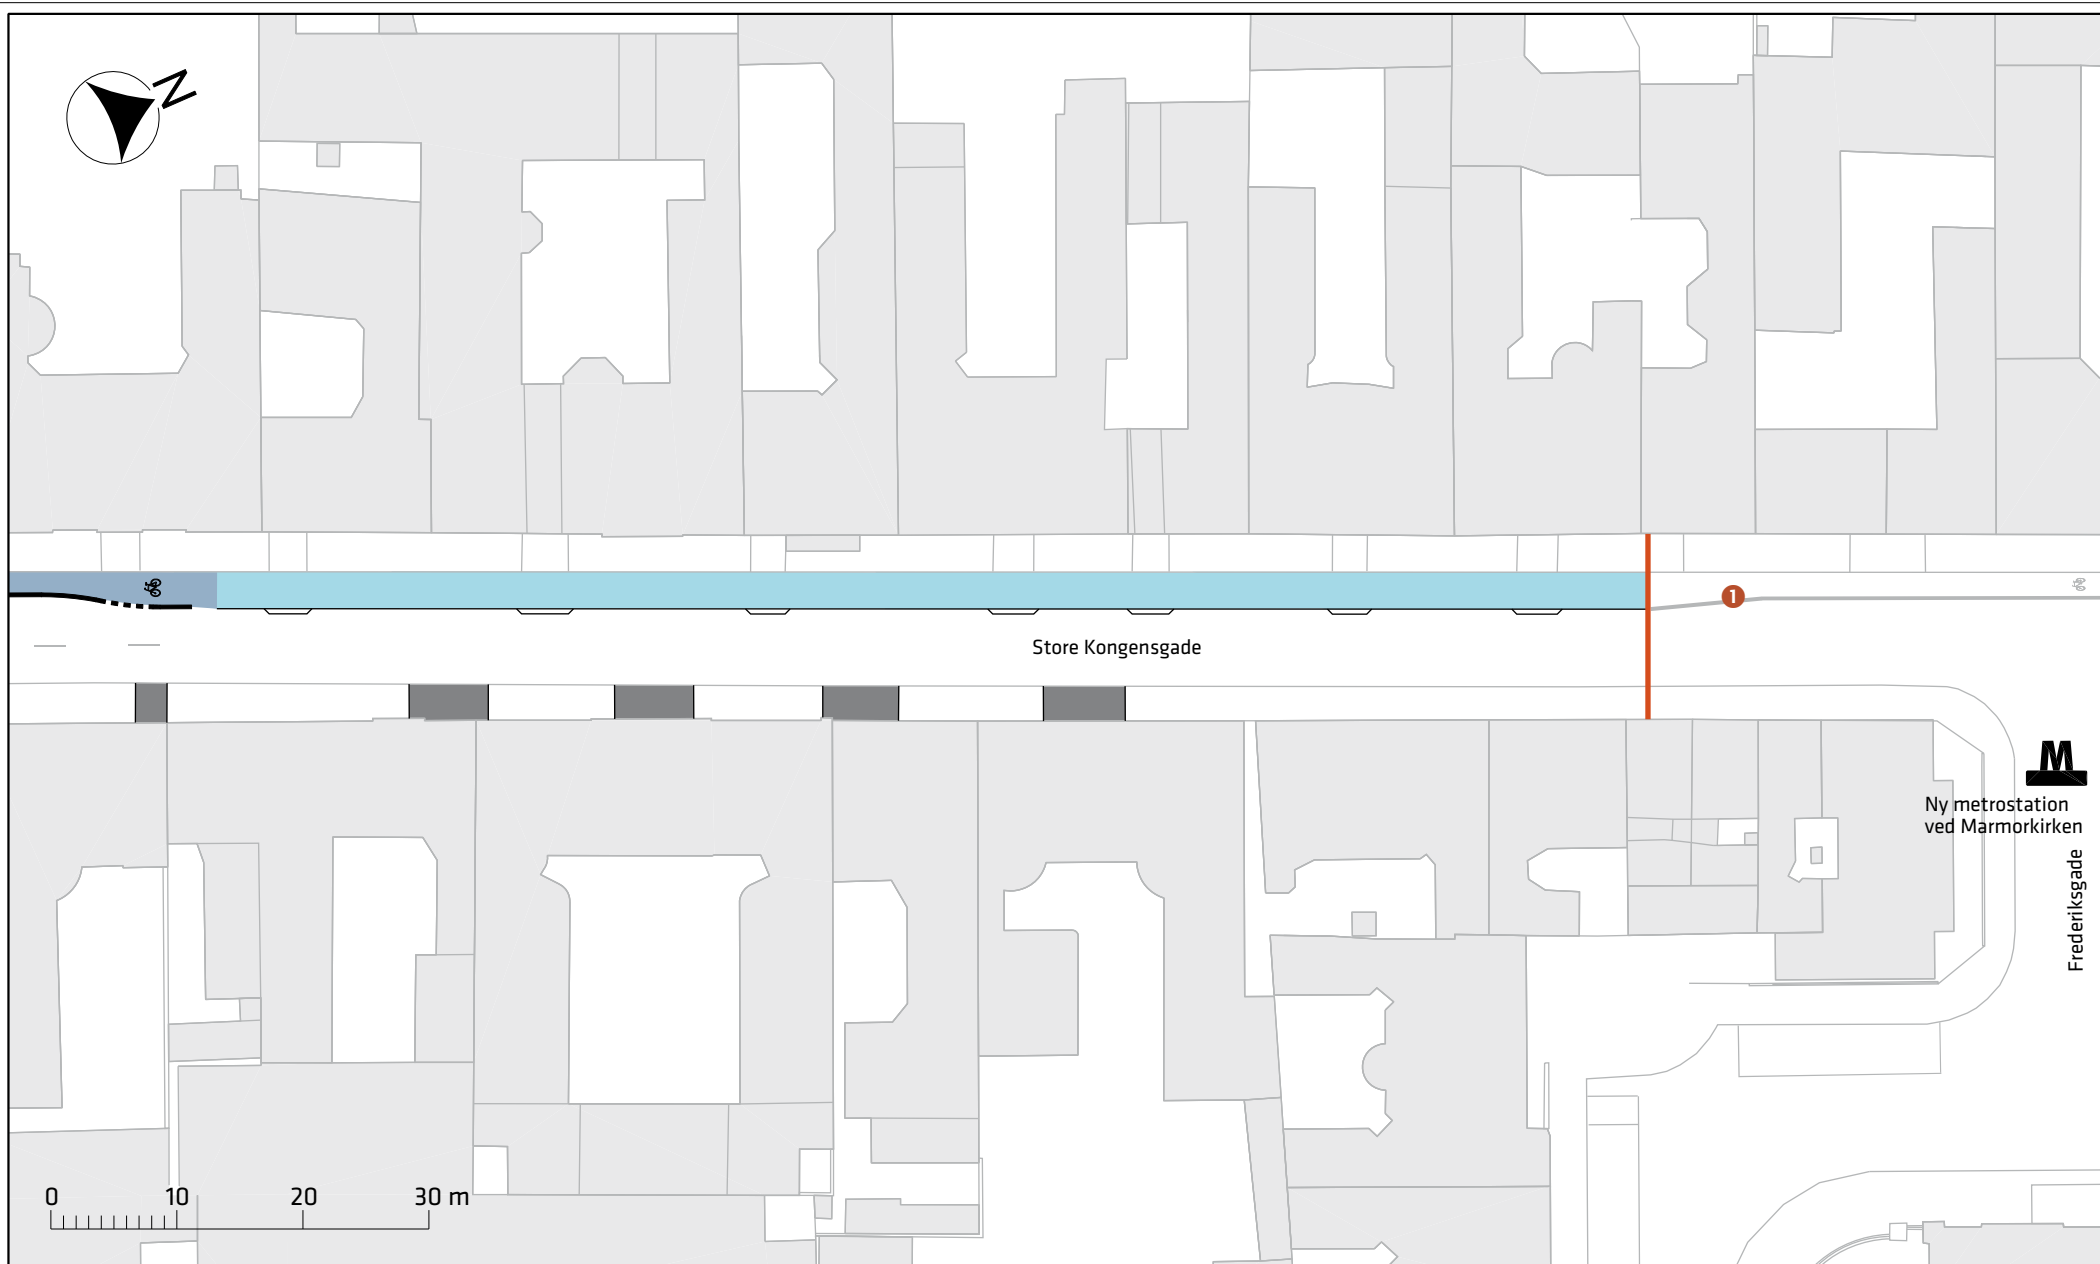 N
Store Kongensgade
1
M
Ny metrostation
ved Marmorkirken
Frederiksgade
0 10 20 30 m